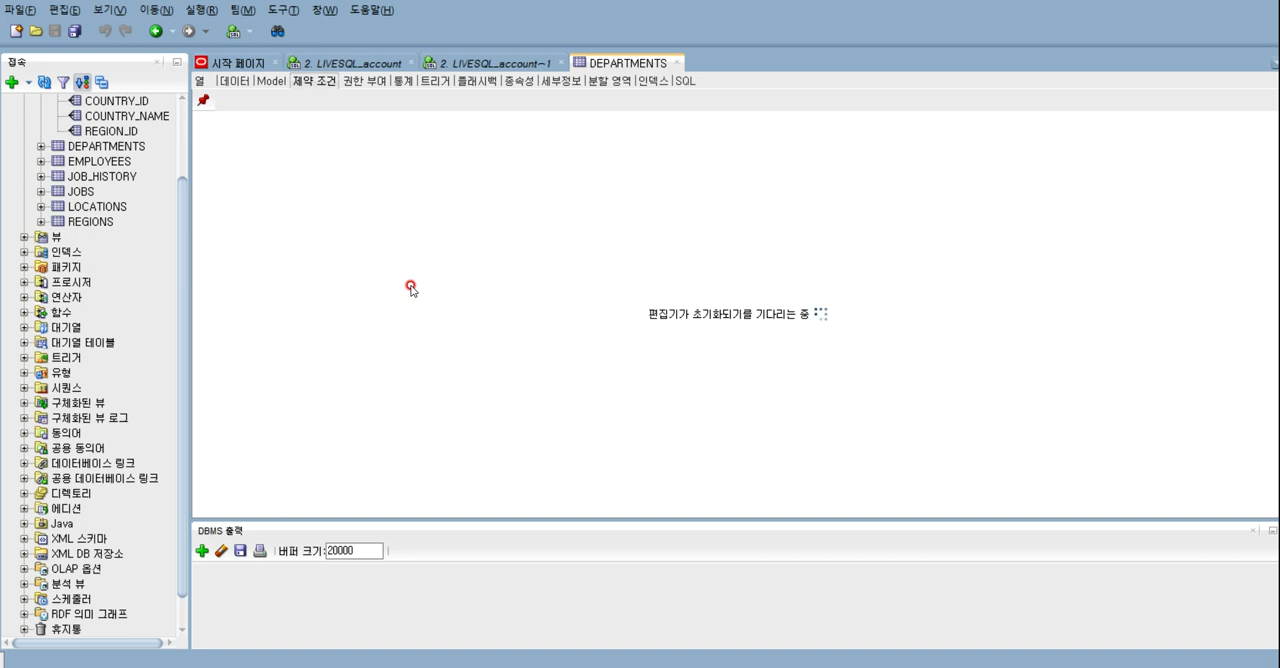 파일(F) 편집(E) 보기(V) 이동(N) 실행(R) 팀(M) 도구(T) 창(W) 도움말(H)
접속
COUNTRY_ID
COUNTRY_NAME
REGION_ID
DEPARTMENTS
EMPLOYEES
JOB_HISTORY
JOBS
LOCATIONS
REGIONS
뷰
인덱스
패키지
프로시저
연산자
함수
대기열
대기열 테이블
트리거
유형
시퀀스
구체화된 뷰
구체화된 뷰 로그
동의어
공용 동의어
데이터베이스 링크
공용 데이터베이스 링크
디렉토리
에디션
Java
XML 스키마
XML DB 저장소
OLAP 옵션
분석 뷰
스케줄러
RDF 의미 그래프
휴지통
시작 페이지 2. LIVESQL_account 2. LIVESQL_account~1 DEPARTMENTS
열 |데이터|Model|제약 조건|권한 부여|통계|트리거|플래시백|종속성|세부정보|분할 영역|인덱스|SQL
편집기가 초기화되기를 기다리는 중
DBMS 출력
버퍼 크기:20000